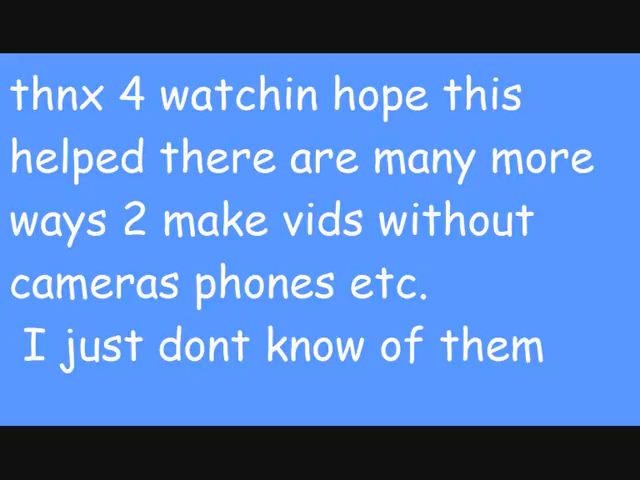 thnx 4 watchin hope this
helped there are many more
ways 2 make vids without
cameras phones etc.
I just dont know of them